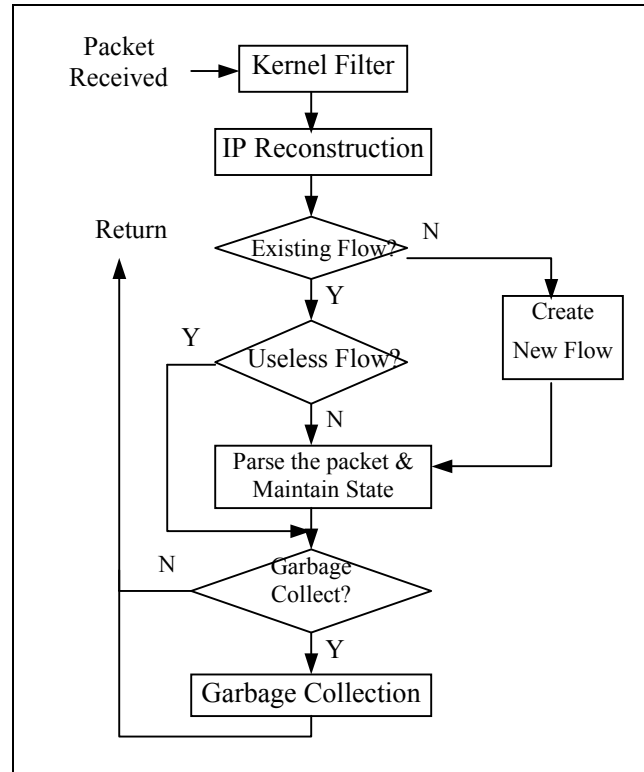 Packet
Received
Kernel Filter
IP Reconstruction
Return
Existing Flow?
N
Y
Create
New Flow
Y
Useless Flow?
N
Parse the packet &
Maintain State
N
Garbage
Collect?
Y
Garbage Collection